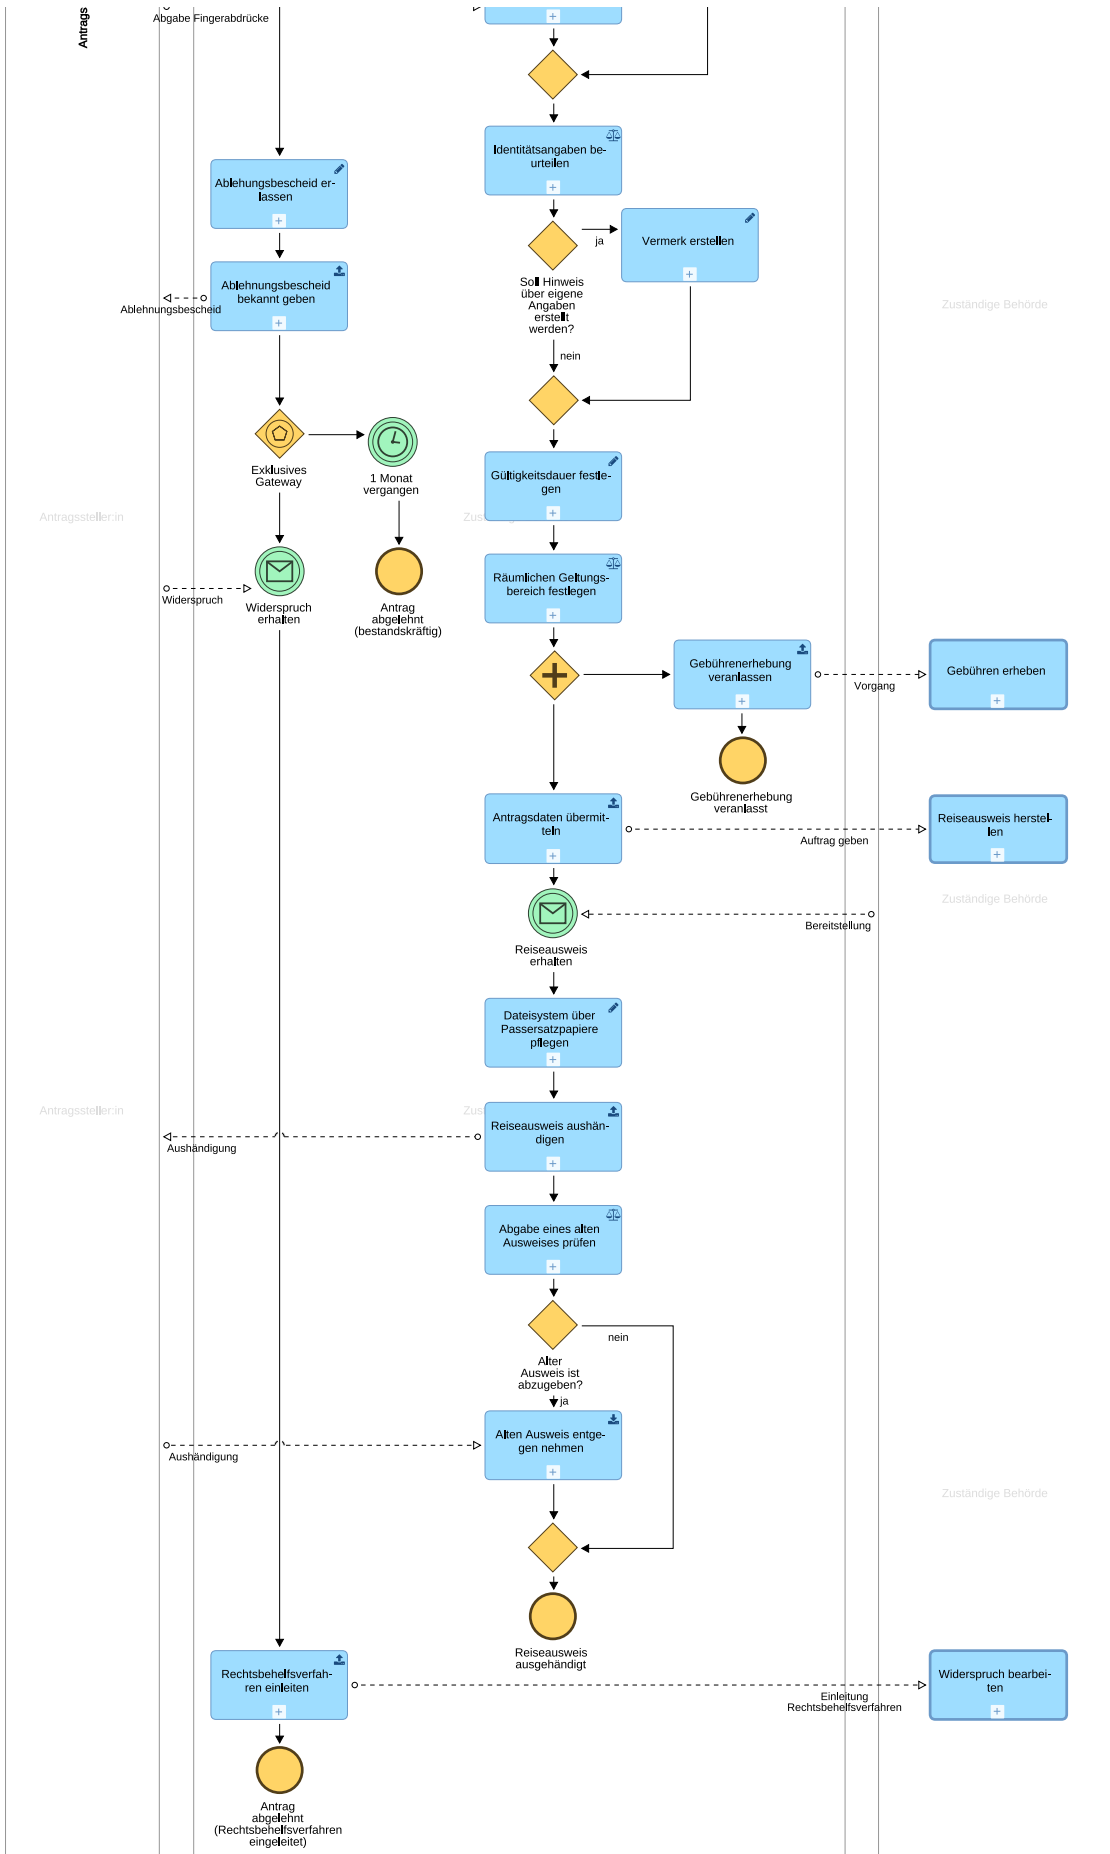 Antrags
Abgabe Fingerabdrücke
Identitätsangaben be-
urteilen
Ablehungsbescheid er-
lassen
ja
Vermerk erstellen
Soll Hinweis
über eigene
Angaben
erstellt
werden?
Ablehnungsbescheid
bekannt geben
Ablehnungsbescheid
Zuständige Behörde
nein
Exklusives
Gateway
1 Monat
vergangen
Gültigkeitsdauer festle-
gen
Antragssteller:in
Zus
Widerspruch
Widerspruch
erhalten
Antrag
abgelehnt
(bestandskräftig)
Räumlichen Geltungs-
bereich festlegen
Gebührenerhebung
veranlassen
Vorgang
Gebühren erheben
Gebührenerhebung
veranlasst
Antragsdaten übermit-
teln
Auftrag geben
Reiseausweis herstel-
len
Zuständige Behörde
Bereitstellung
Reiseausweis
erhalten
Dateisystem über
Passersatzpapiere
pflegen
Antragssteller:in
Zus
Reiseausweis aushän-
digen
Aushändigung
Abgabe eines alten
Ausweises prüfen
nein
Alter
Ausweis ist
abzugeben?
ja
Alten Ausweis entge-
gen nehmen
Aushändigung
Zuständige Behörde
Reiseausweis
ausgehändigt
Rechtsbehelfsverfah-
ren einleiten
Einleitung
Rechtsbehelfsverfahren
Widerspruch bearbei-
ten
Antrag
abgelehnt
(Rechtsbehelfsverfahren
eingeleitet)